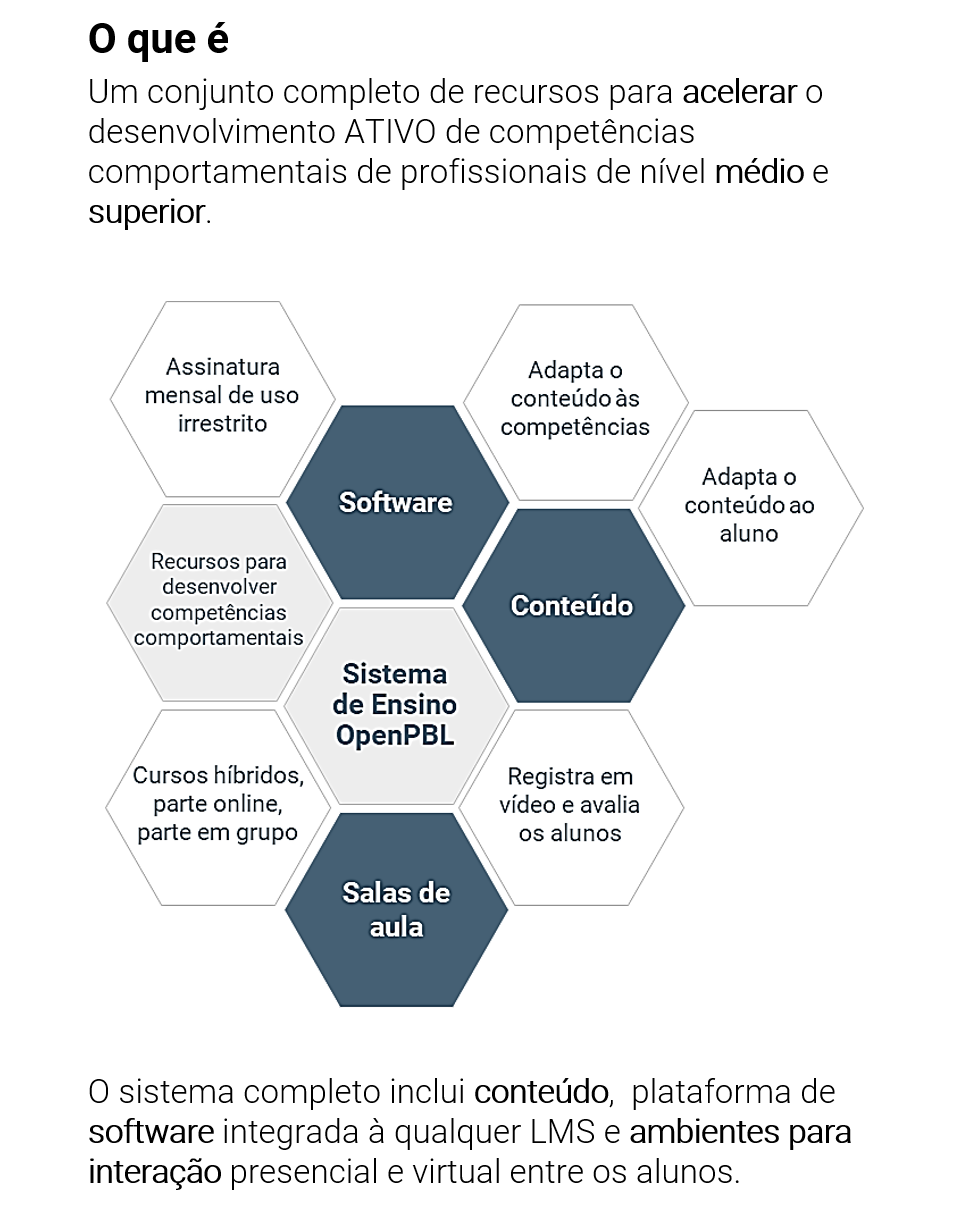 O que é
Um conjunto completo de recursos para acelerar o
desenvolvimento ATIVO de competências
comportamentais de profissionais de nível médio e
superior.
Assinatura
mensal de uso
irrestrito
Adapta o
conteúdo às
competências
Software
Adapta o
conteúdo ao
aluno
Recursos para
desenvolver
competências
comportamentais
Conteúdo
Sistema
de Ensino
OpenPBL
Cursos híbridos,
parte online,
parte em grupo
Registra em
vídeo e avalia
os alunos
Salas de
aula
O sistema completo inclui conteúdo,  plataforma de
software integrada à qualquer LMS e ambientes para
interação presencial e virtual entre os alunos.